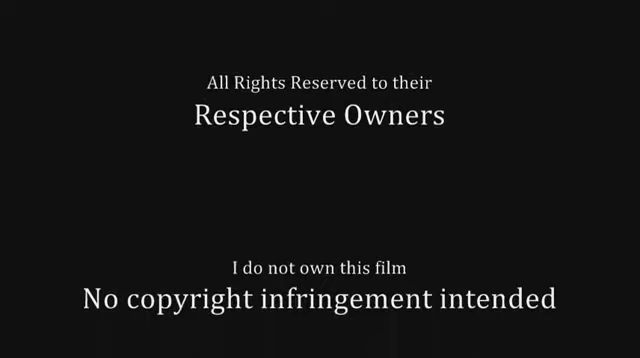 All Rights Reserved to their
Respective Owners
I do not own this film
No copyright infringement intended